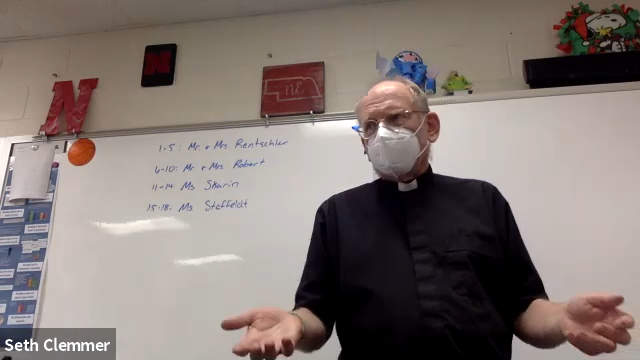 N
N
ne
1-5: Mr. + Mrs. Rentschler
6-10: Mr. + Mrs. Robert
11-14: Ms. Skarin
15-18: Ms. Steffeldt
Seth Clemmer